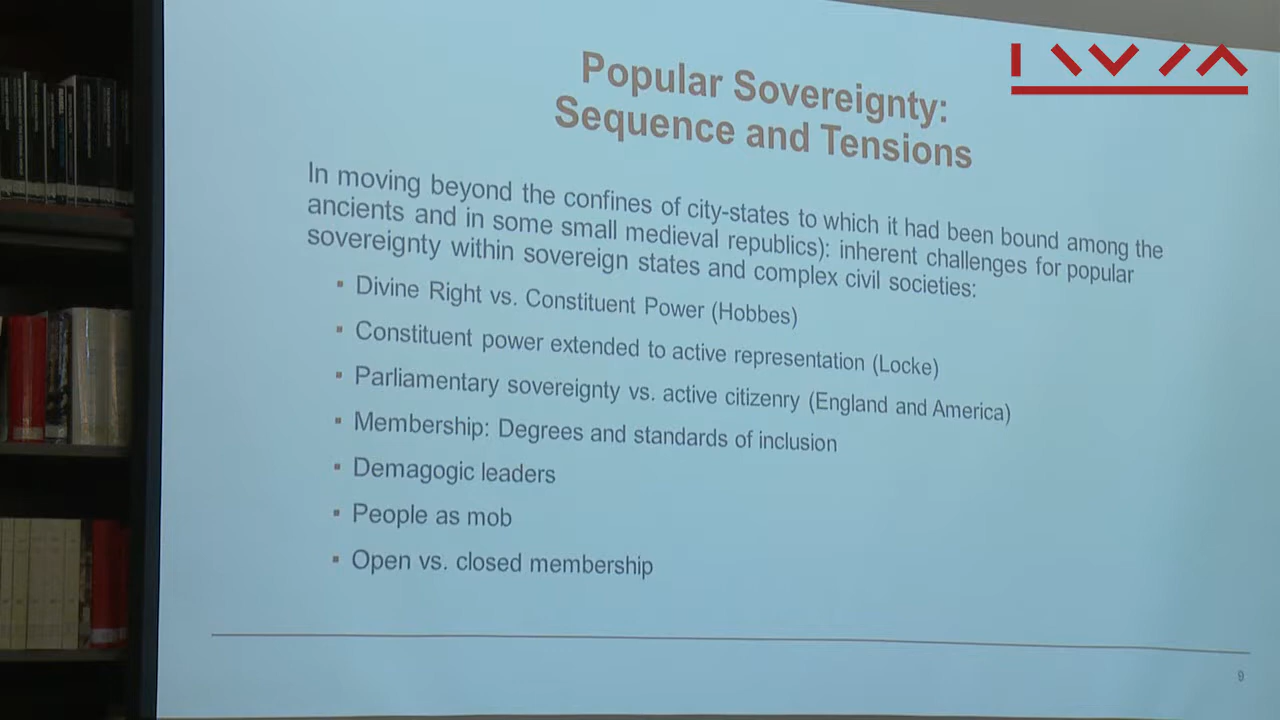 Popular Sovereignty:
Sequence and Tensions
In moving beyond the confines of city-states to which it had been bound among the
ancients and in some small medieval republics): inherent challenges for popular
sovereignty within sovereign states and complex civil societies:
▪ Divine Right vs. Constituent Power (Hobbes)
▪ Constituent power extended to active representation (Locke)
▪ Parliamentary sovereignty vs. active citizenry (England and America)
▪ Membership: Degrees and standards of inclusion
▪ Demagogic leaders
▪ People as mob
▪ Open vs. closed membership
9